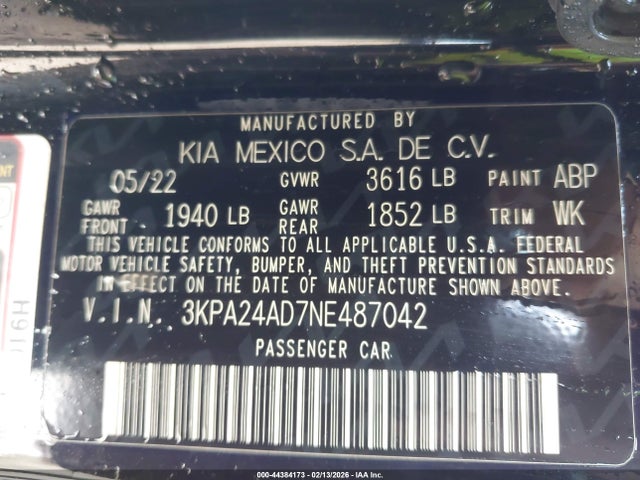 MANUFACTURED BY
KIA MEXICO S.A. DE C.V.
05/22 GVWR 3616 LB PAINT ABP
GAWR FRONT 1940 LB GAWR REAR 1852 LB TRIM WK
THIS VEHICLE CONFORMS TO ALL APPLICABLE U.S.A. FEDERAL
MOTOR VEHICLE SAFETY, BUMPER, AND THEFT PREVENTION STANDARDS
IN EFFECT ON THE DATE OF MANUFACTURE SHOWN ABOVE.
V.I.N. 3KPA24AD7NE487042
PASSENGER CAR
000-44384173 - 02/13/2026 - IAA Inc.